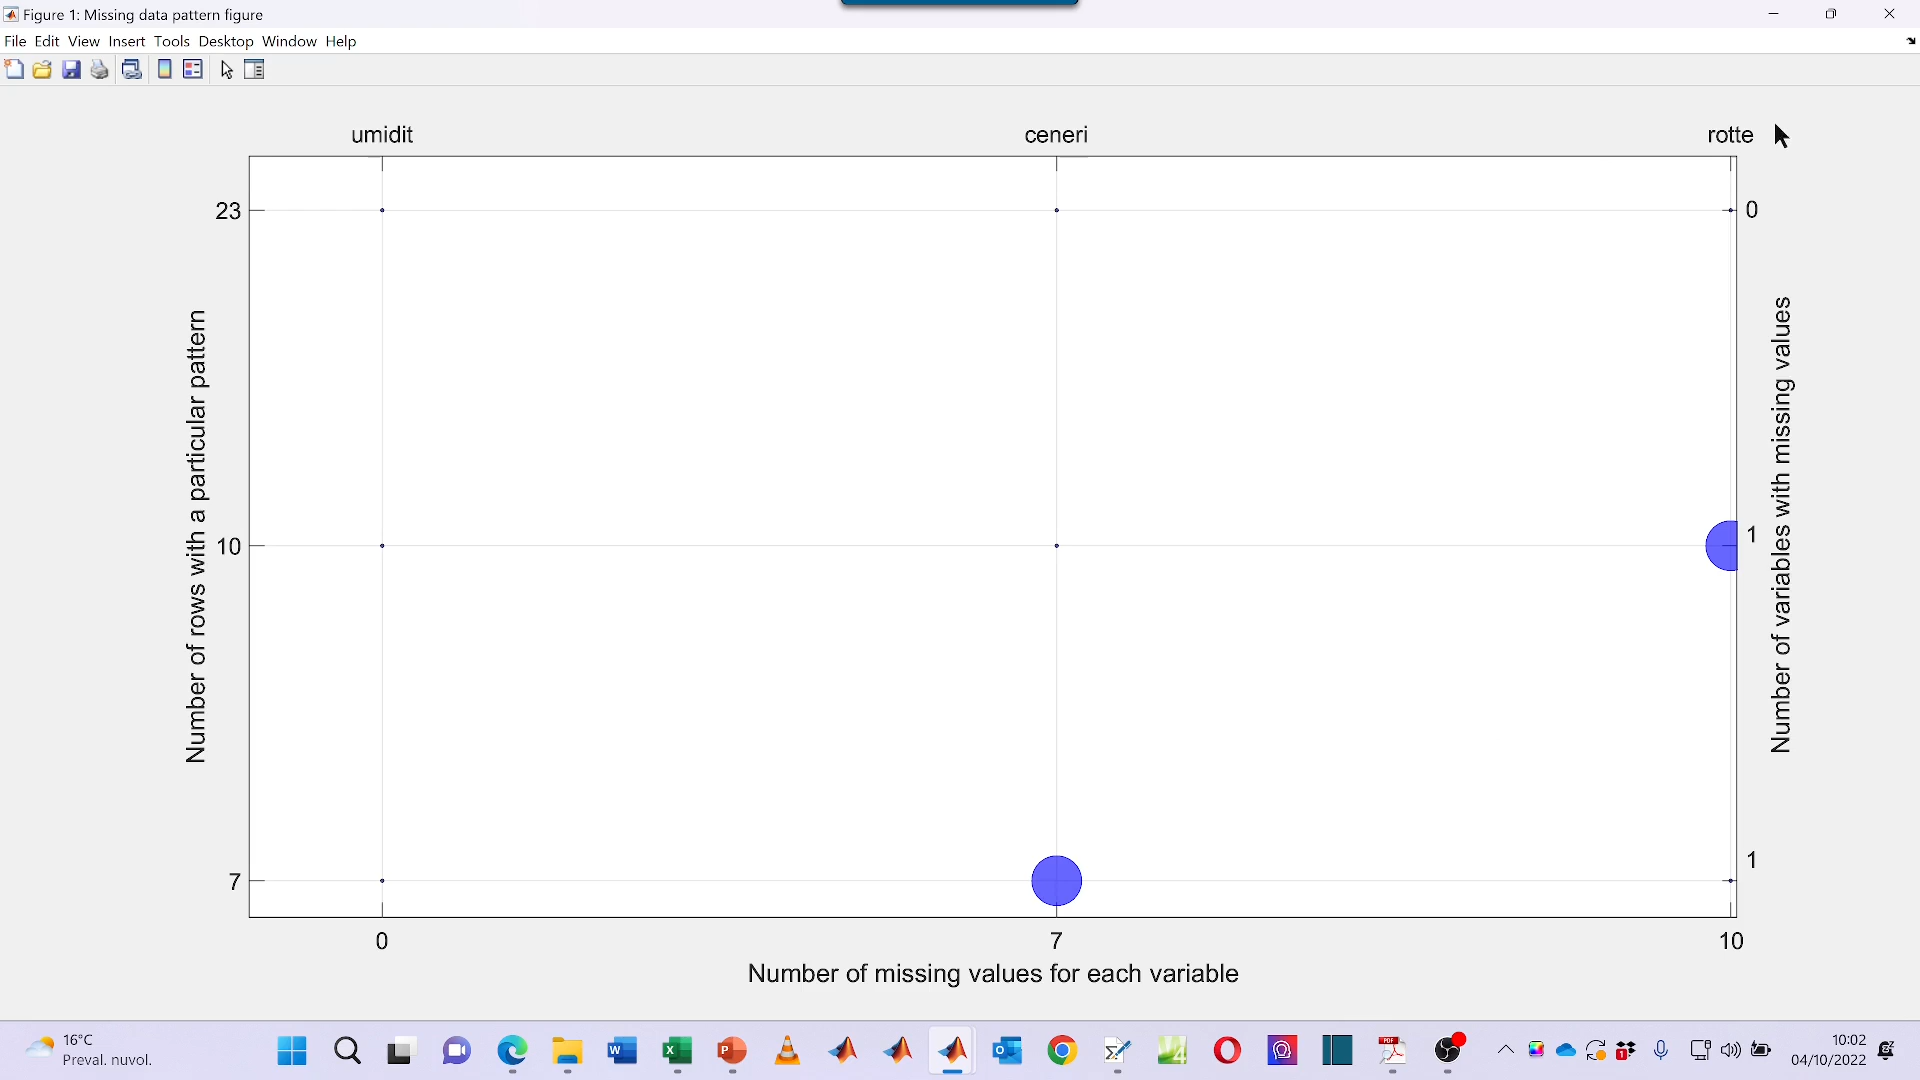 Figure 1: Missing data pattern figure
File Edit View Insert Tools Desktop Window Help
umidit ceneri rotte
23 0
10 1
7 1
Number of rows with a particular pattern
Number of variables with missing values
0 7 10
Number of missing values for each variable
16°C
Preval. nuvol.
10:02
04/10/2022